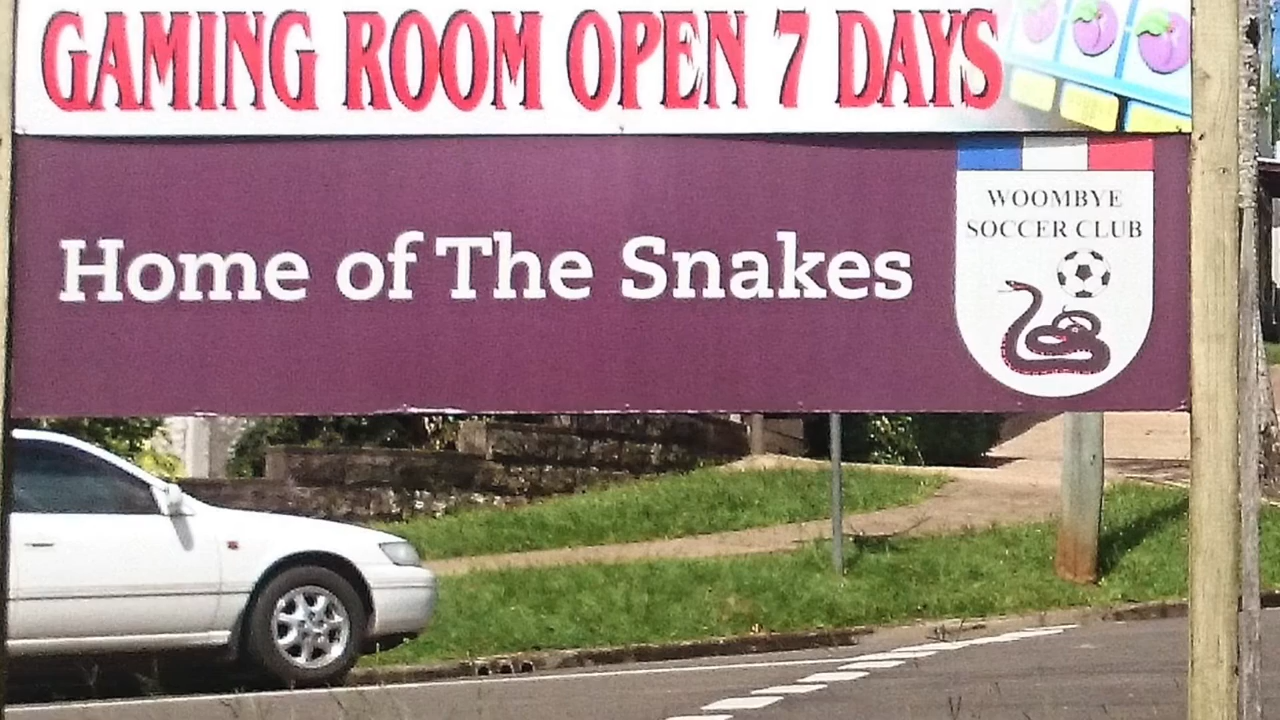 GAMING ROOM OPEN 7 DAYS
Home of The Snakes
WOOMBYE
SOCCER CLUB